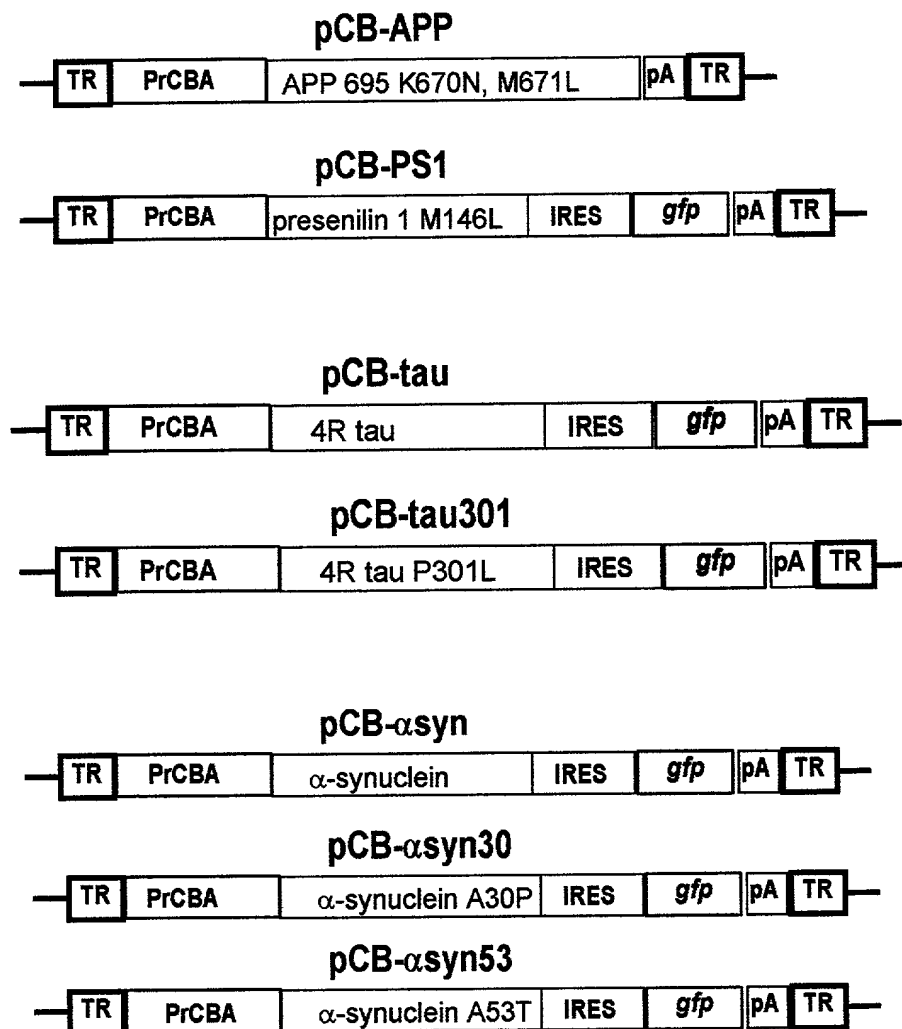 pCB-APP
TR PrCBA APP 695 K670N, M671L pA TR
pCB-PS1
TR PrCBA presenilin 1 M146L IRES gfp pA TR
pCB-tau
TR PrCBA 4R tau IRES gfp pA TR
pCB-tau301
TR PrCBA 4R tau P301L IRES gfp pA TR
pCB-αsyn
TR PrCBA α-synuclein IRES gfp pA TR
pCB-αsyn30
TR PrCBA α-synuclein A30P IRES gfp pA TR
pCB-αsyn53
TR PrCBA α-synuclein A53T IRES gfp pA TR